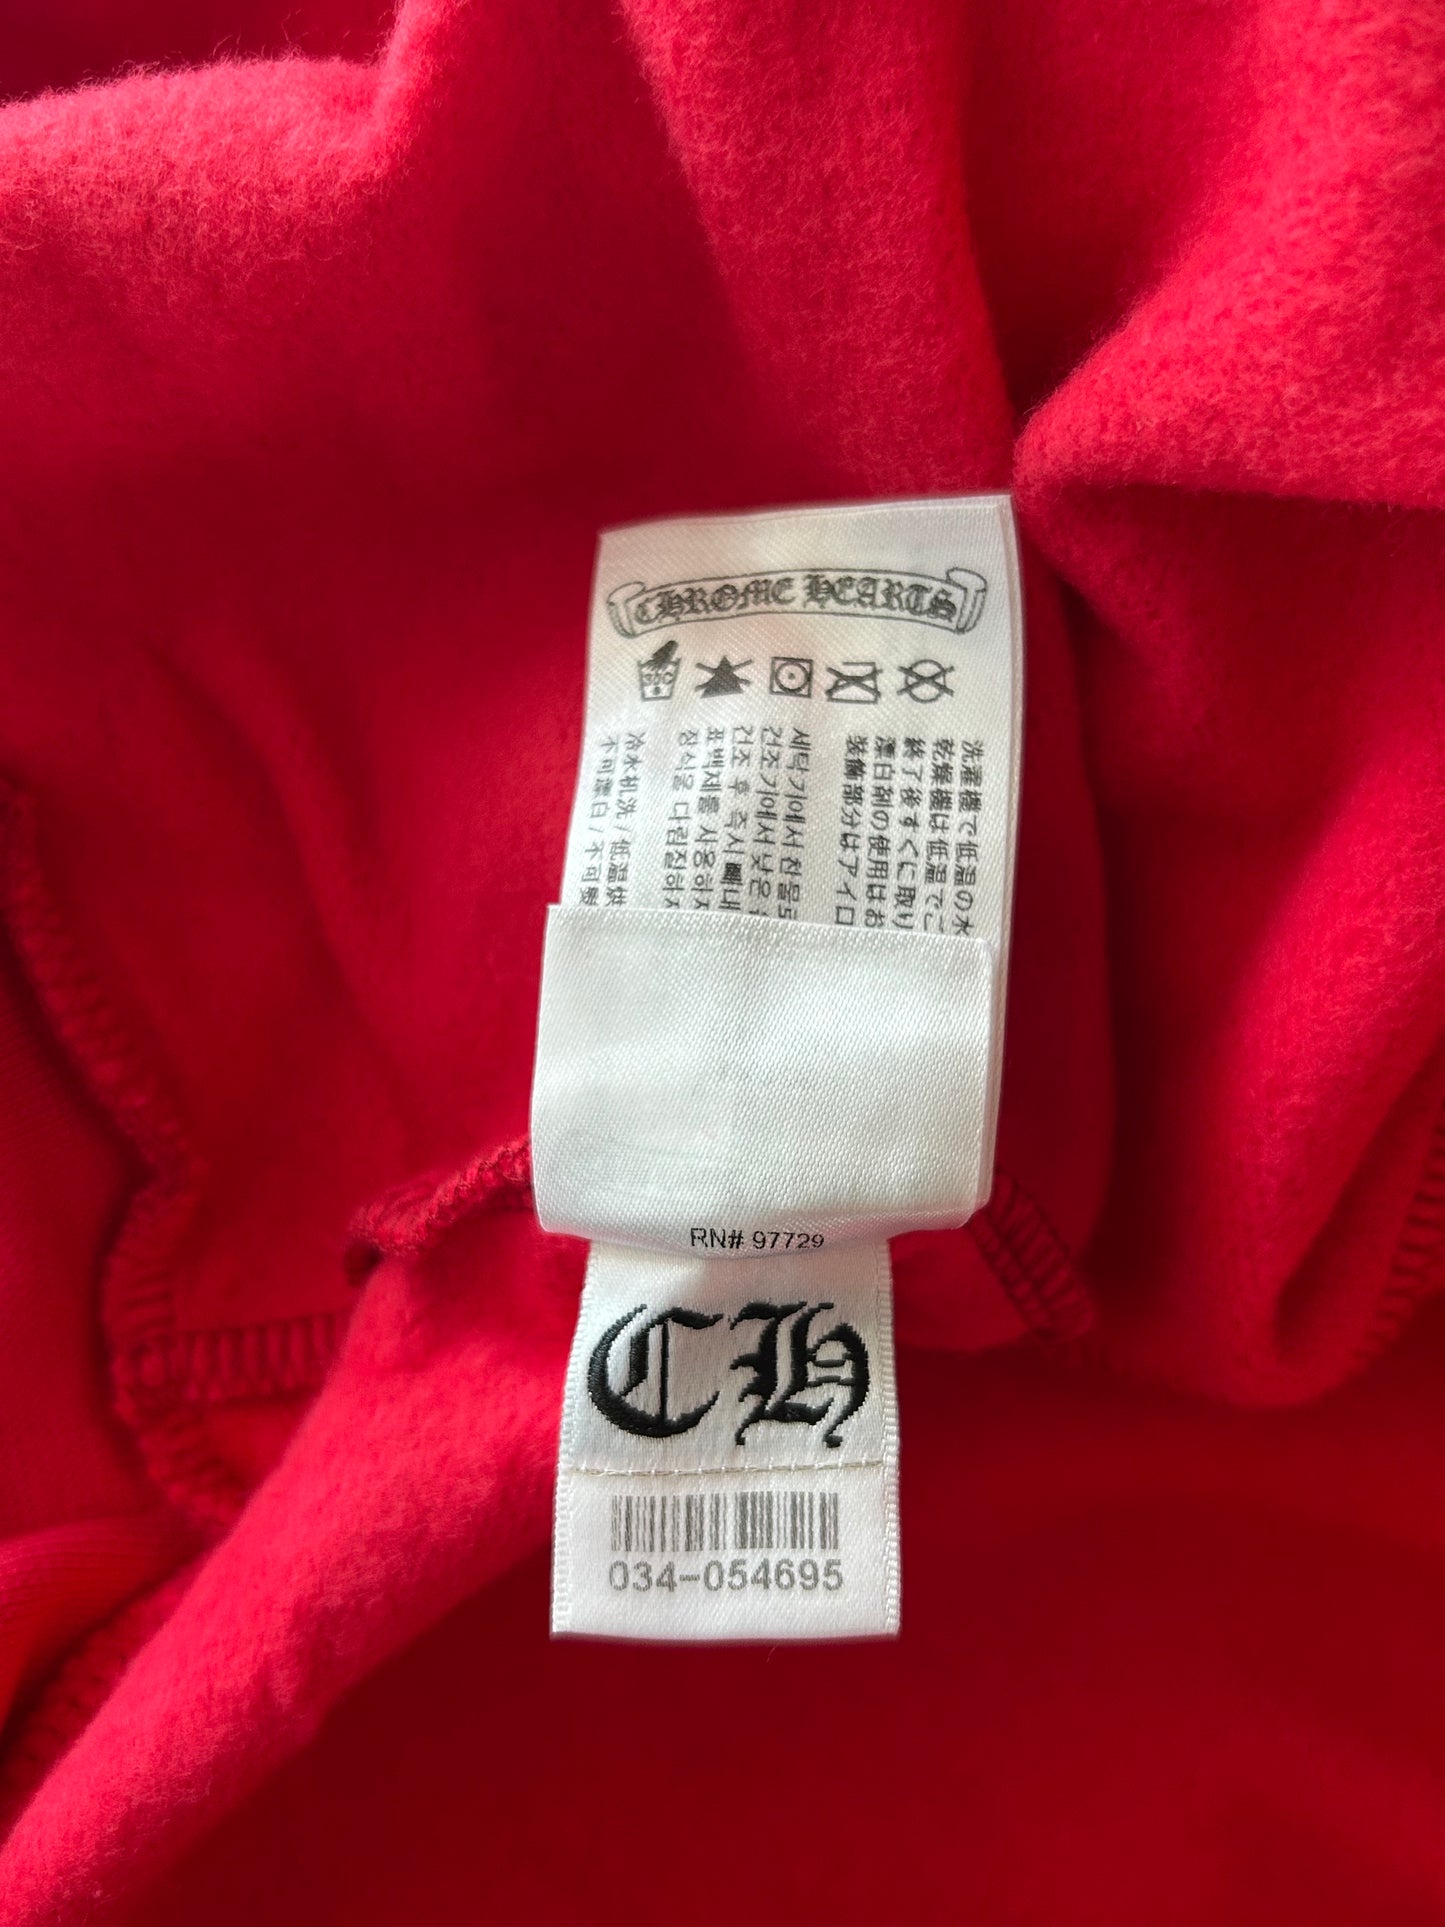 CHROME HEARTS
30C
洗濯機で低温の水
乾燥機は低温でご
終了後すぐに取り
漂白剤の使用はお
装飾部分はアイロ
세탁기에서 찬물
건조기에서 낮은
건조 후 즉시 빼내
표백제를 사용하지
장식을 다림질하지
冷水机洗/低温烘
不可漂白/不可熨
RN# 97729
CH
034-054695